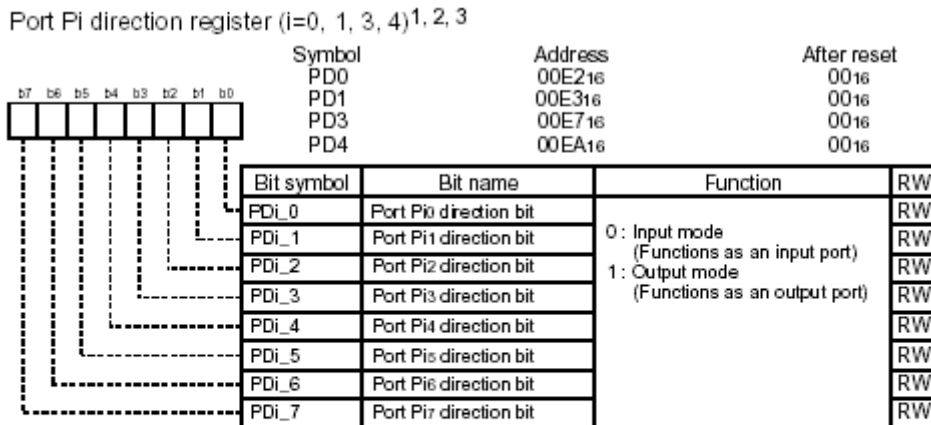 Port Pi direction register (i=0, 1, 3, 4)1, 2, 3
Symbol Address After reset
PD0 00E216 0016
PD1 00E316 0016
PD3 00E716 0016
PD4 00EA16 0016
b7 b6 b5 b4 b3 b2 b1 b0
Bit symbol Bit name Function RW
PDi_0 Port Pi0 direction bit RW
0 : Input mode
(Functions as an input port)
1 : Output mode
(Functions as an output port)
PDi_1 Port Pi1 direction bit RW
PDi_2 Port Pi2 direction bit RW
PDi_3 Port Pi3 direction bit RW
PDi_4 Port Pi4 direction bit RW
PDi_5 Port Pi5 direction bit RW
PDi_6 Port Pi6 direction bit RW
PDi_7 Port Pi7 direction bit RW